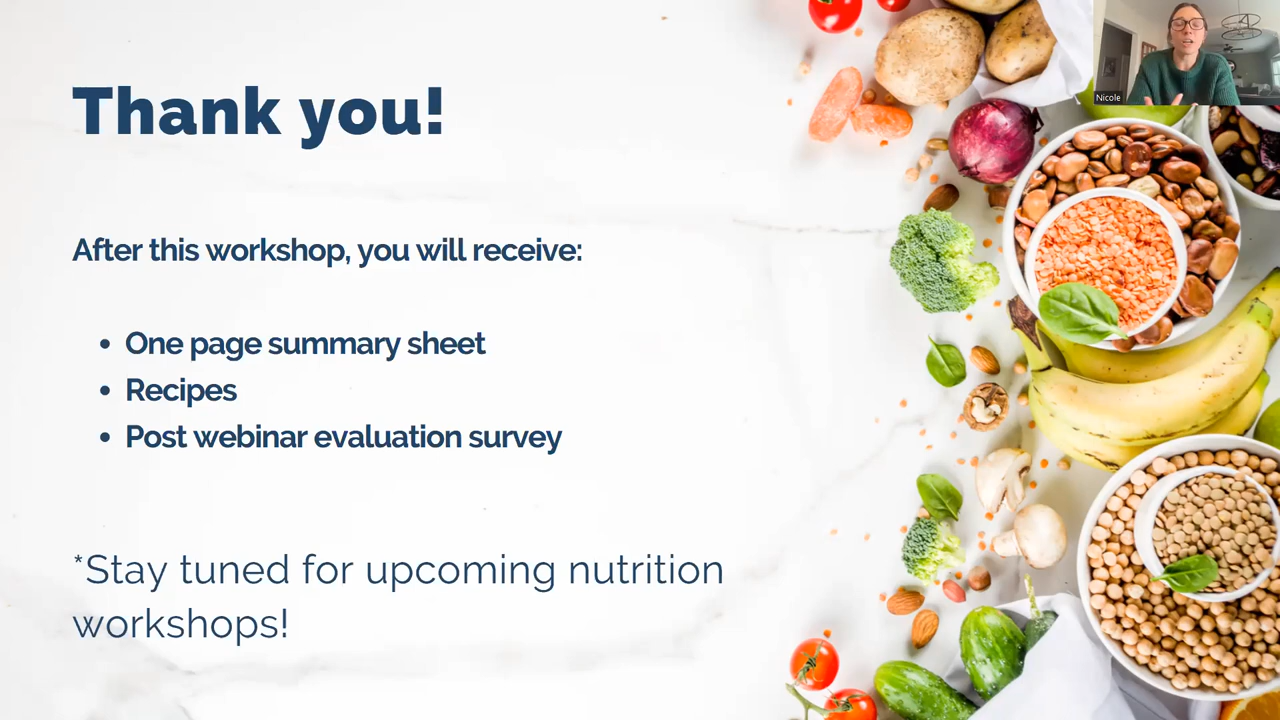 Thank you!
After this workshop, you will receive:
• One page summary sheet
• Recipes
• Post webinar evaluation survey
*Stay tuned for upcoming nutrition
workshops!
Nicole